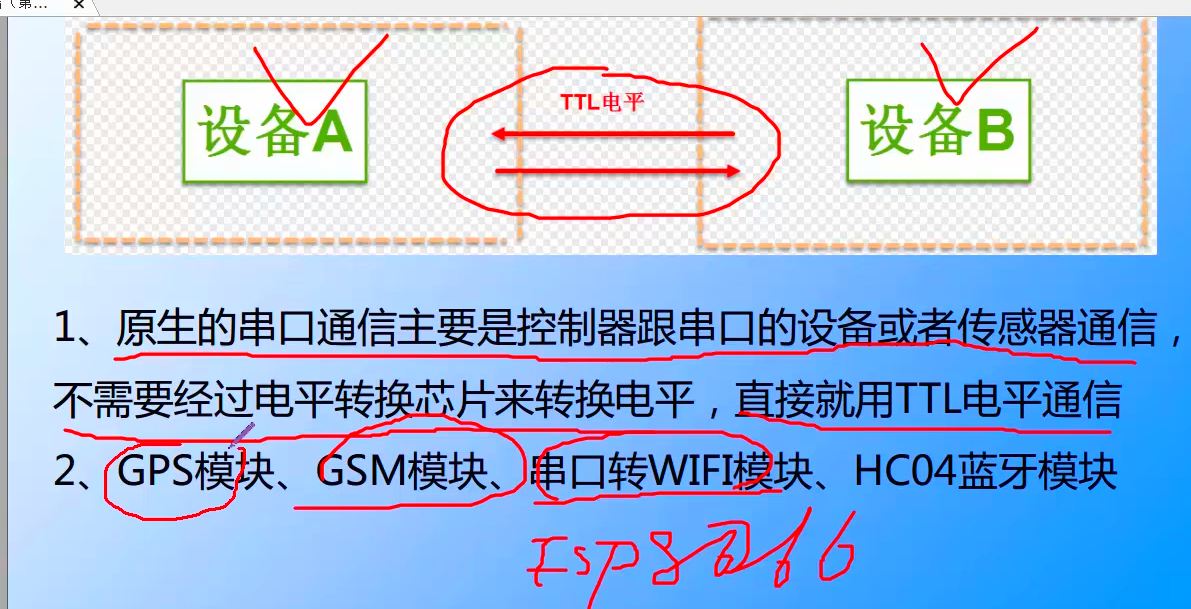 TTL电平
设备A
设备B
1、原生的串口通信主要是控制器跟串口的设备或者传感器通信，
不需要经过电平转换芯片来转换电平，直接就用TTL电平通信
2、GPS模块、GSM模块、串口转WIFI模块、HC04蓝牙模块